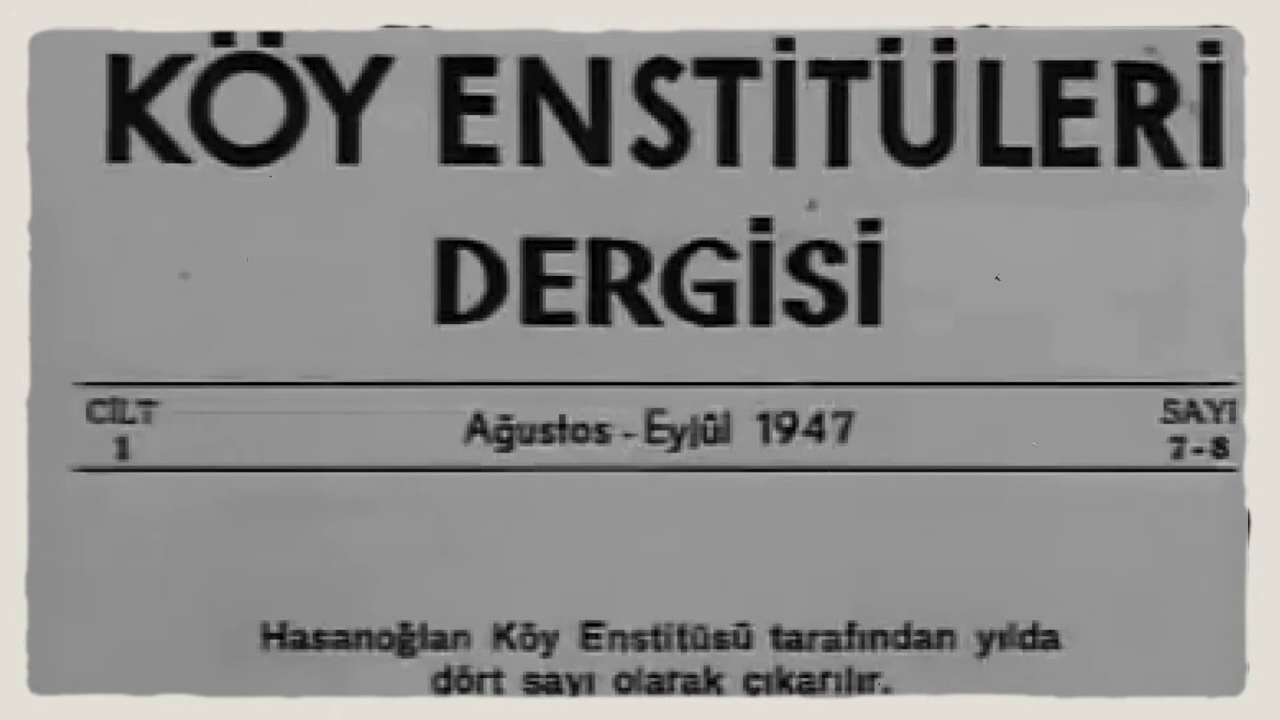 KÖY ENSTİTÜLERİ
DERGİSİ
CİLT
1
Ağustos - Eylûl 1947
SAYI
7-8
Hasanoğlan Köy Enstitüsü tarafından yılda
dört sayı olarak çıkarılır.